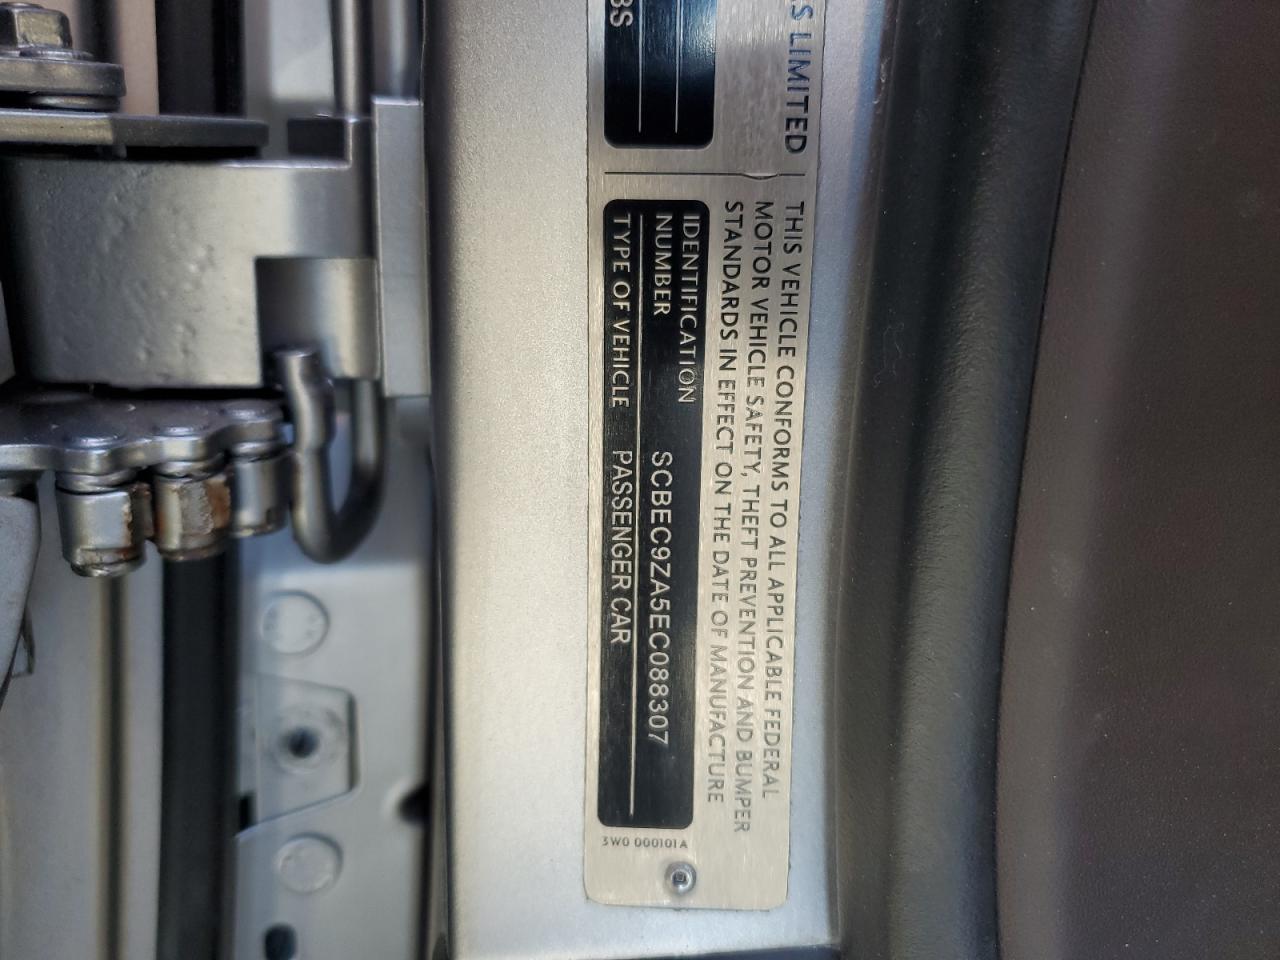 S LIMITED
BS
THIS VEHICLE CONFORMS TO ALL APPLICABLE FEDERAL
MOTOR VEHICLE SAFETY, THEFT PREVENTION AND BUMPER
STANDARDS IN EFFECT ON THE DATE OF MANUFACTURE
IDENTIFICATION
NUMBER SCBEC9ZA5EC088307
TYPE OF VEHICLE PASSENGER CAR
3W0 000101A